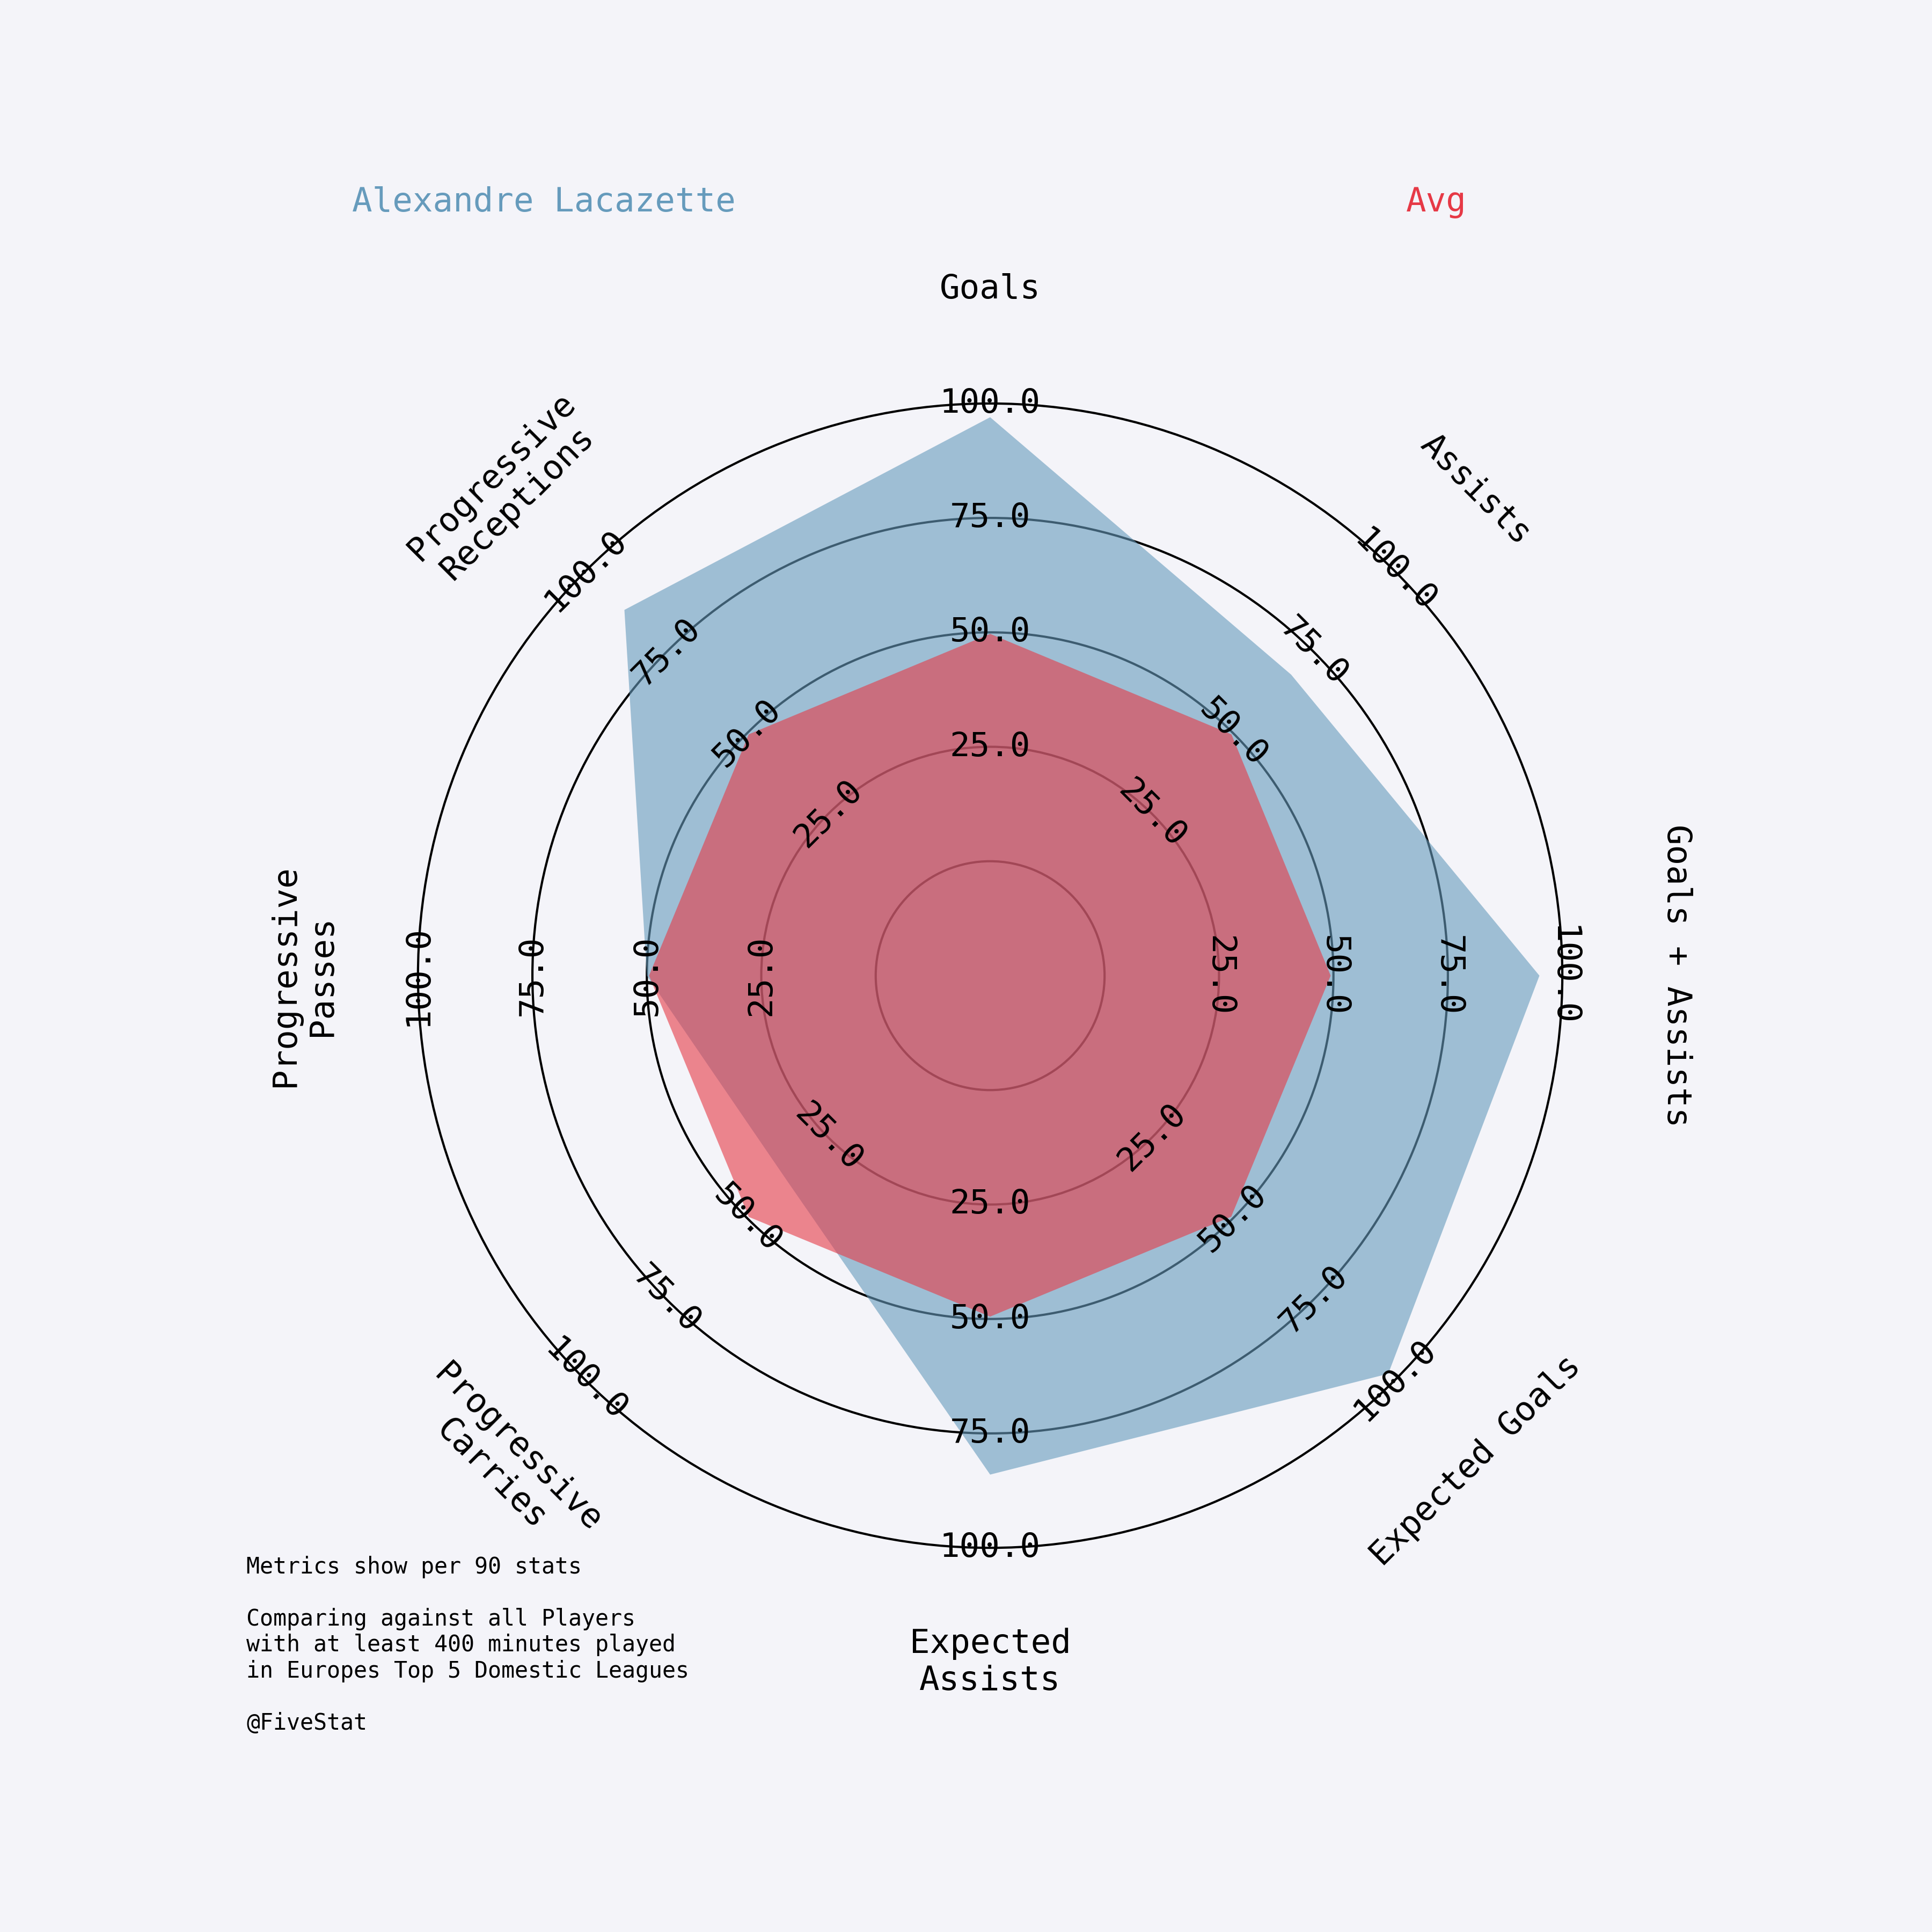 Alexandre Lacazette
Avg
Goals
Assists
Goals + Assists
Expected Goals
Expected
Assists
Progressive
Carries
Progressive
Passes
Progressive
Receptions
25.0
50.0
75.0
100.0
25.0
50.0
75.0
100.0
25.0
50.0
75.0
100.0
25.0
50.0
75.0
100.0
25.0
50.0
75.0
100.0
25.0
50.0
75.0
100.0
25.0
50.0
75.0
100.0
25.0
50.0
75.0
100.0
Metrics show per 90 stats
Comparing against all Players
with at least 400 minutes played
in Europes Top 5 Domestic Leagues
@FiveStat